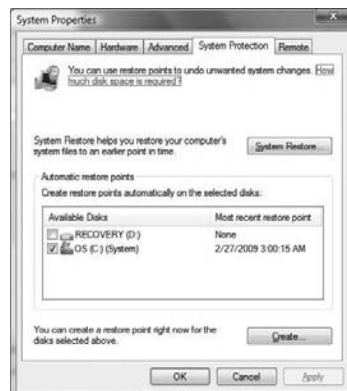 System Properties
Computer Name Hardware Advanced System Protection Remote
You can use restore points to undo unwanted system changes. How
much disk space is required?
System Restore helps you restore your computer's
system files to an earlier point in time.
System Restore...
Automatic restore points
Create restore points automatically on the selected disks:
Available Disks Most recent restore point
RECOVERY (D:) None
OS (C:) (System) 2/27/2009 3:00:15 AM
You can create a restore point right now for the
disks selected above.
Create...
OK Cancel Apply